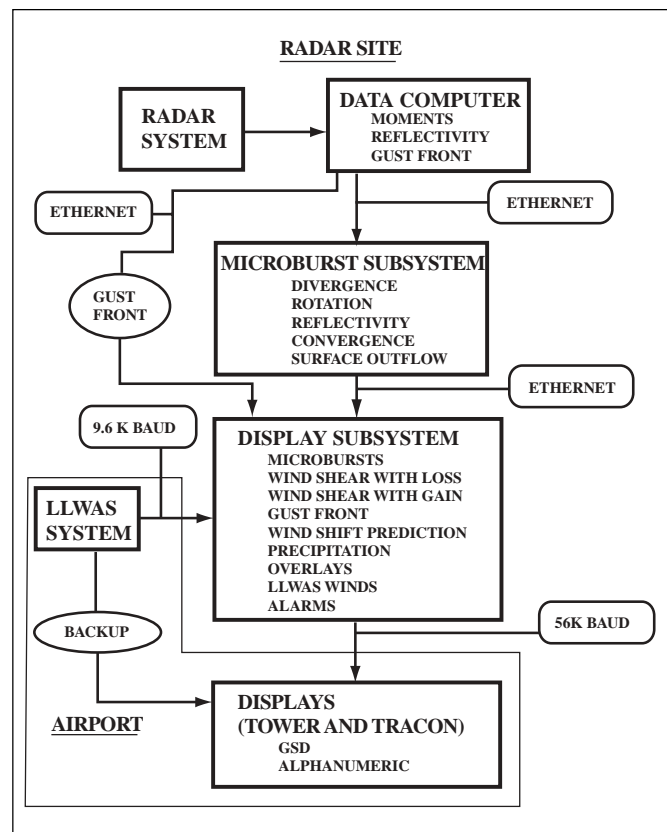 RADAR SITE
RADAR
SYSTEM
DATA COMPUTER
MOMENTS
REFLECTIVITY
GUST FRONT
ETHERNET
ETHERNET
MICROBURST SUBSYSTEM
DIVERGENCE
ROTATION
REFLECTIVITY
CONVERGENCE
SURFACE OUTFLOW
GUST
FRONT
ETHERNET
9.6 K BAUD
DISPLAY SUBSYSTEM
MICROBURSTS
WIND SHEAR WITH LOSS
WIND SHEAR WITH GAIN
GUST FRONT
WIND SHIFT PREDICTION
PRECIPITATION
OVERLAYS
LLWAS WINDS
ALARMS
LLWAS
SYSTEM
BACKUP
56K BAUD
AIRPORT
DISPLAYS
(TOWER AND TRACON)
GSD
ALPHANUMERIC